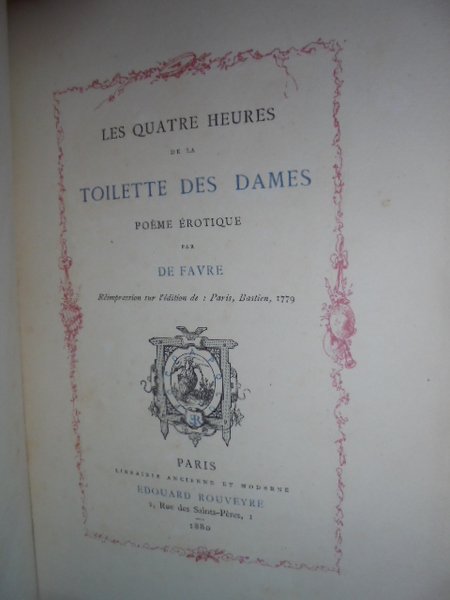 LES QUATRE HEURES
DE LA
TOILETTE DES DAMES
POÈME ÉROTIQUE
PAR
DE FAVRE
Réimpression sur l'édition de : Paris, Bastien, 1779
PARIS
LIBRAIRIE ANCIENNE ET MODERNE
EDOUARD ROUVEYRE
1, Rue des Saints-Pères, 1
1880